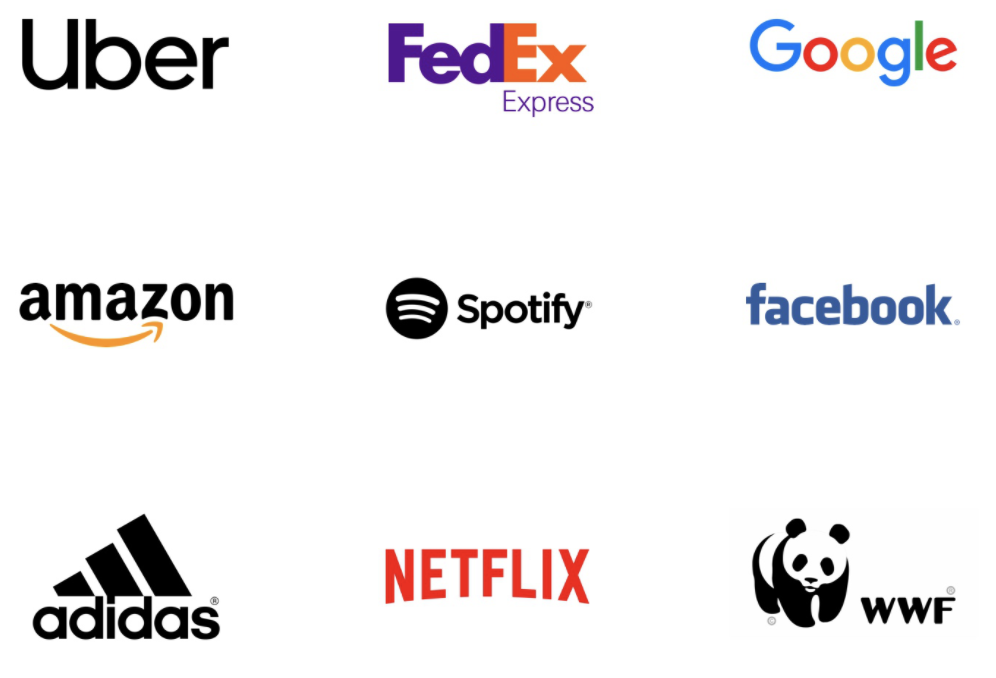 Uber
FedEx
Express
Google
amazon
Spotify®
facebook®
adidas®
NETFLIX
©
WWF
®